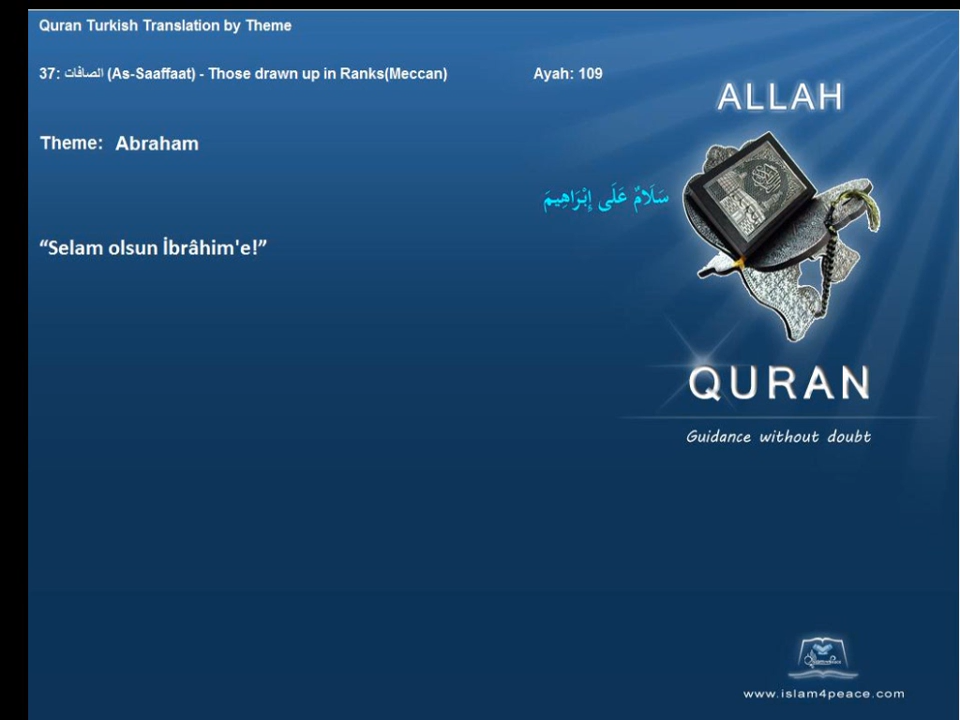 Quran Turkish Translation by Theme
37: الصافات (As-Saaffaat) - Those drawn up in Ranks(Meccan) Ayah: 109
ALLAH
Theme: Abraham
سَلَامٌ عَلَى إِبْرَاهِيمَ
“Selam olsun İbrâhim'e!”
QURAN
Guidance without doubt
www.islam4peace.com